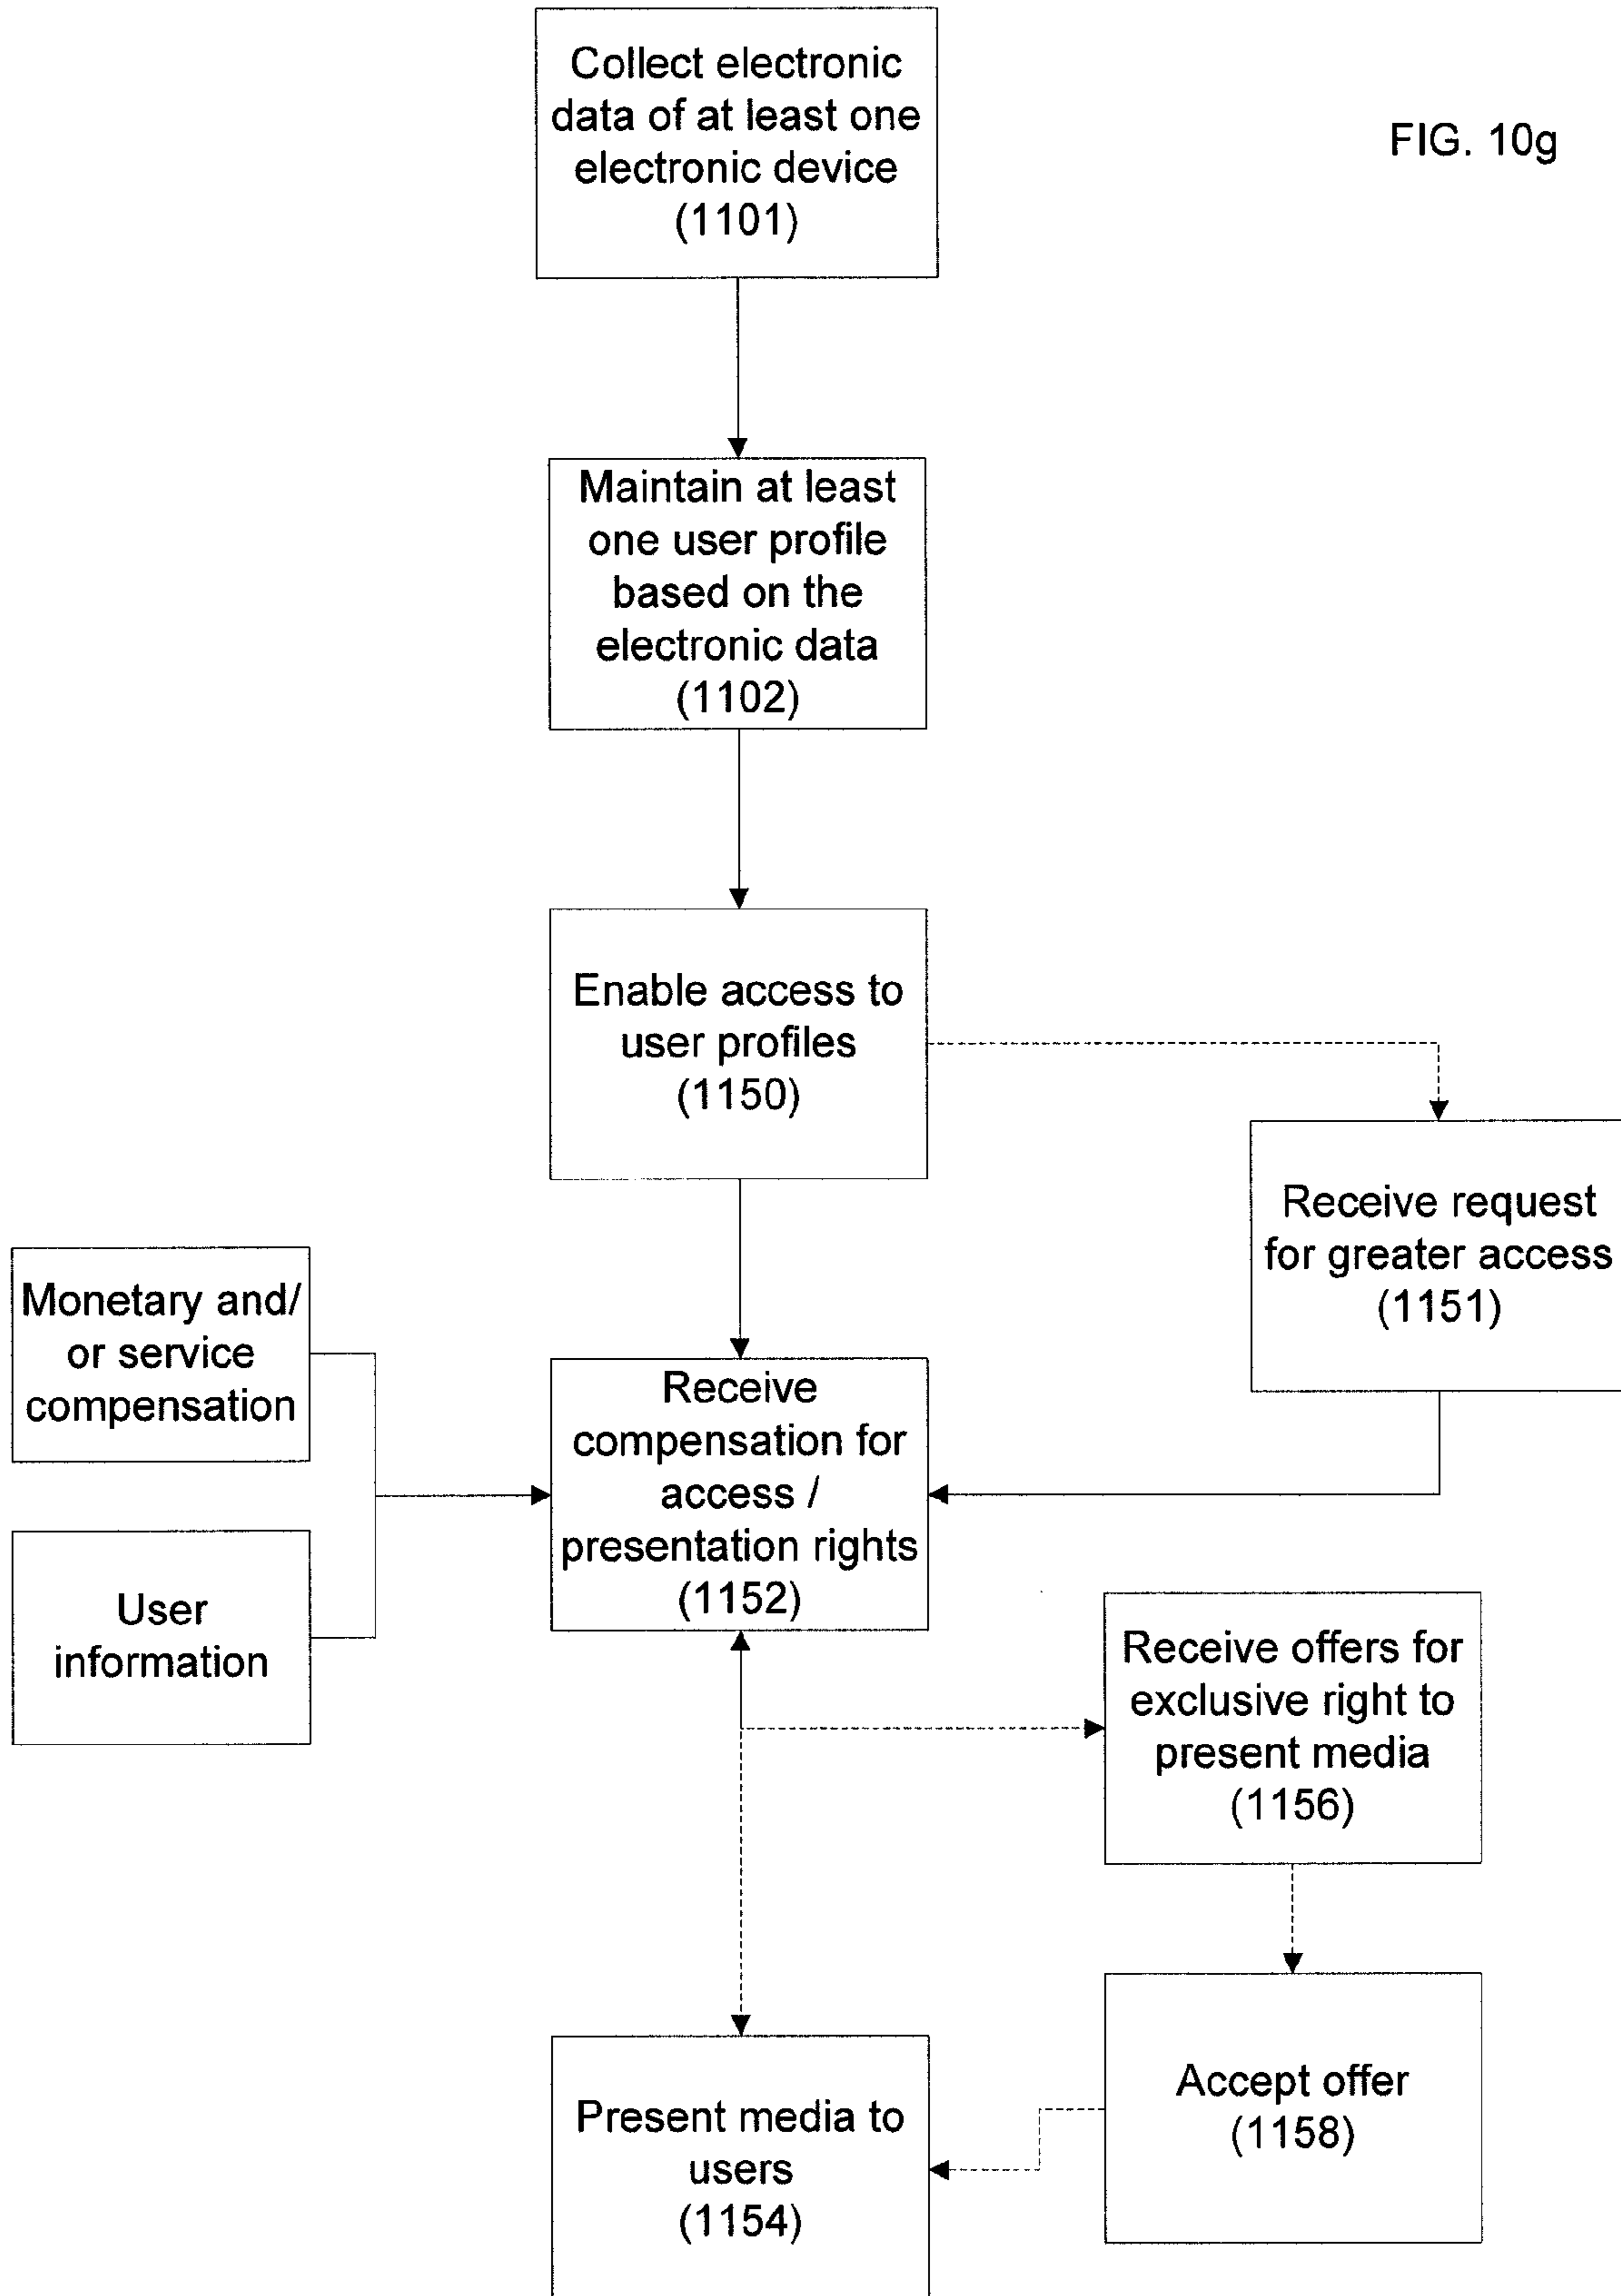 Collect electronic
data of at least one
electronic device
(1101)
FIG. 10g
Maintain at least
one user profile
based on the
electronic data
(1102)
Enable access to
user profiles
(1150)
Receive request
for greater access
(1151)
Monetary and/
or service
compensation
Receive
compensation for
access /
presentation rights
(1152)
User
information
Receive offers for
exclusive right to
present media
(1156)
Accept offer
(1158)
Present media to
users
(1154)